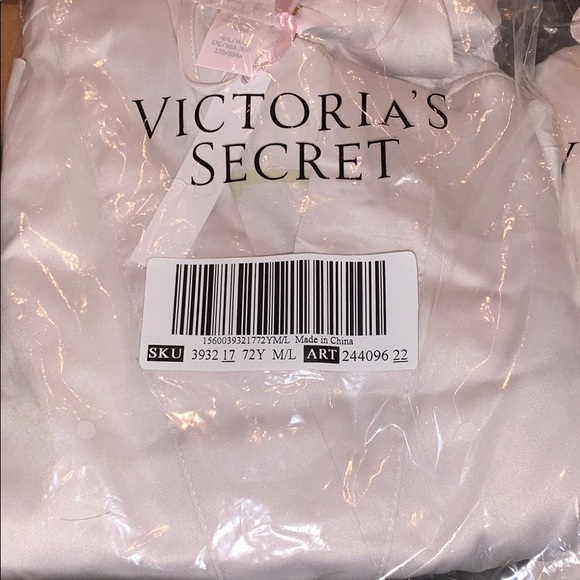 M/L
VICTORIA'S
SECRET
1560039321772YM/L Made in China
SKU 3932 17 72Y M/L ART 244096 22